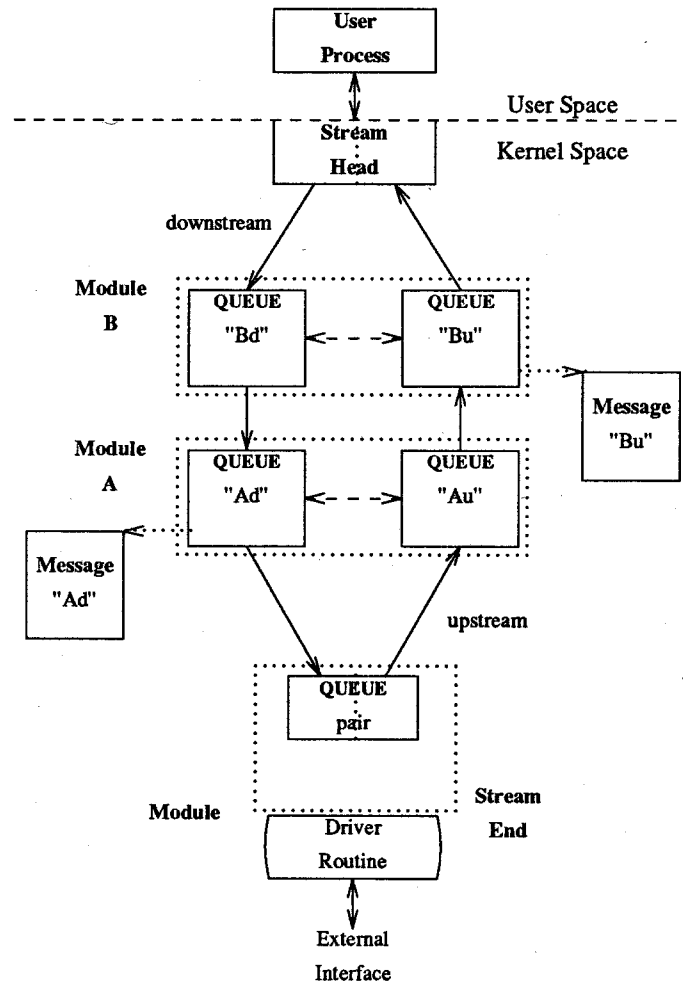 User
Process
User Space
Stream
Kernel Space
Head
downstream
Module
B
QUEUE
"Bd"
QUEUE
"Bu"
Message
"Bu"
Module
A
QUEUE
"Ad"
QUEUE
"Au"
Message
"Ad"
upstream
QUEUE
pair
Module
Stream
End
Driver
Routine
External
Interface